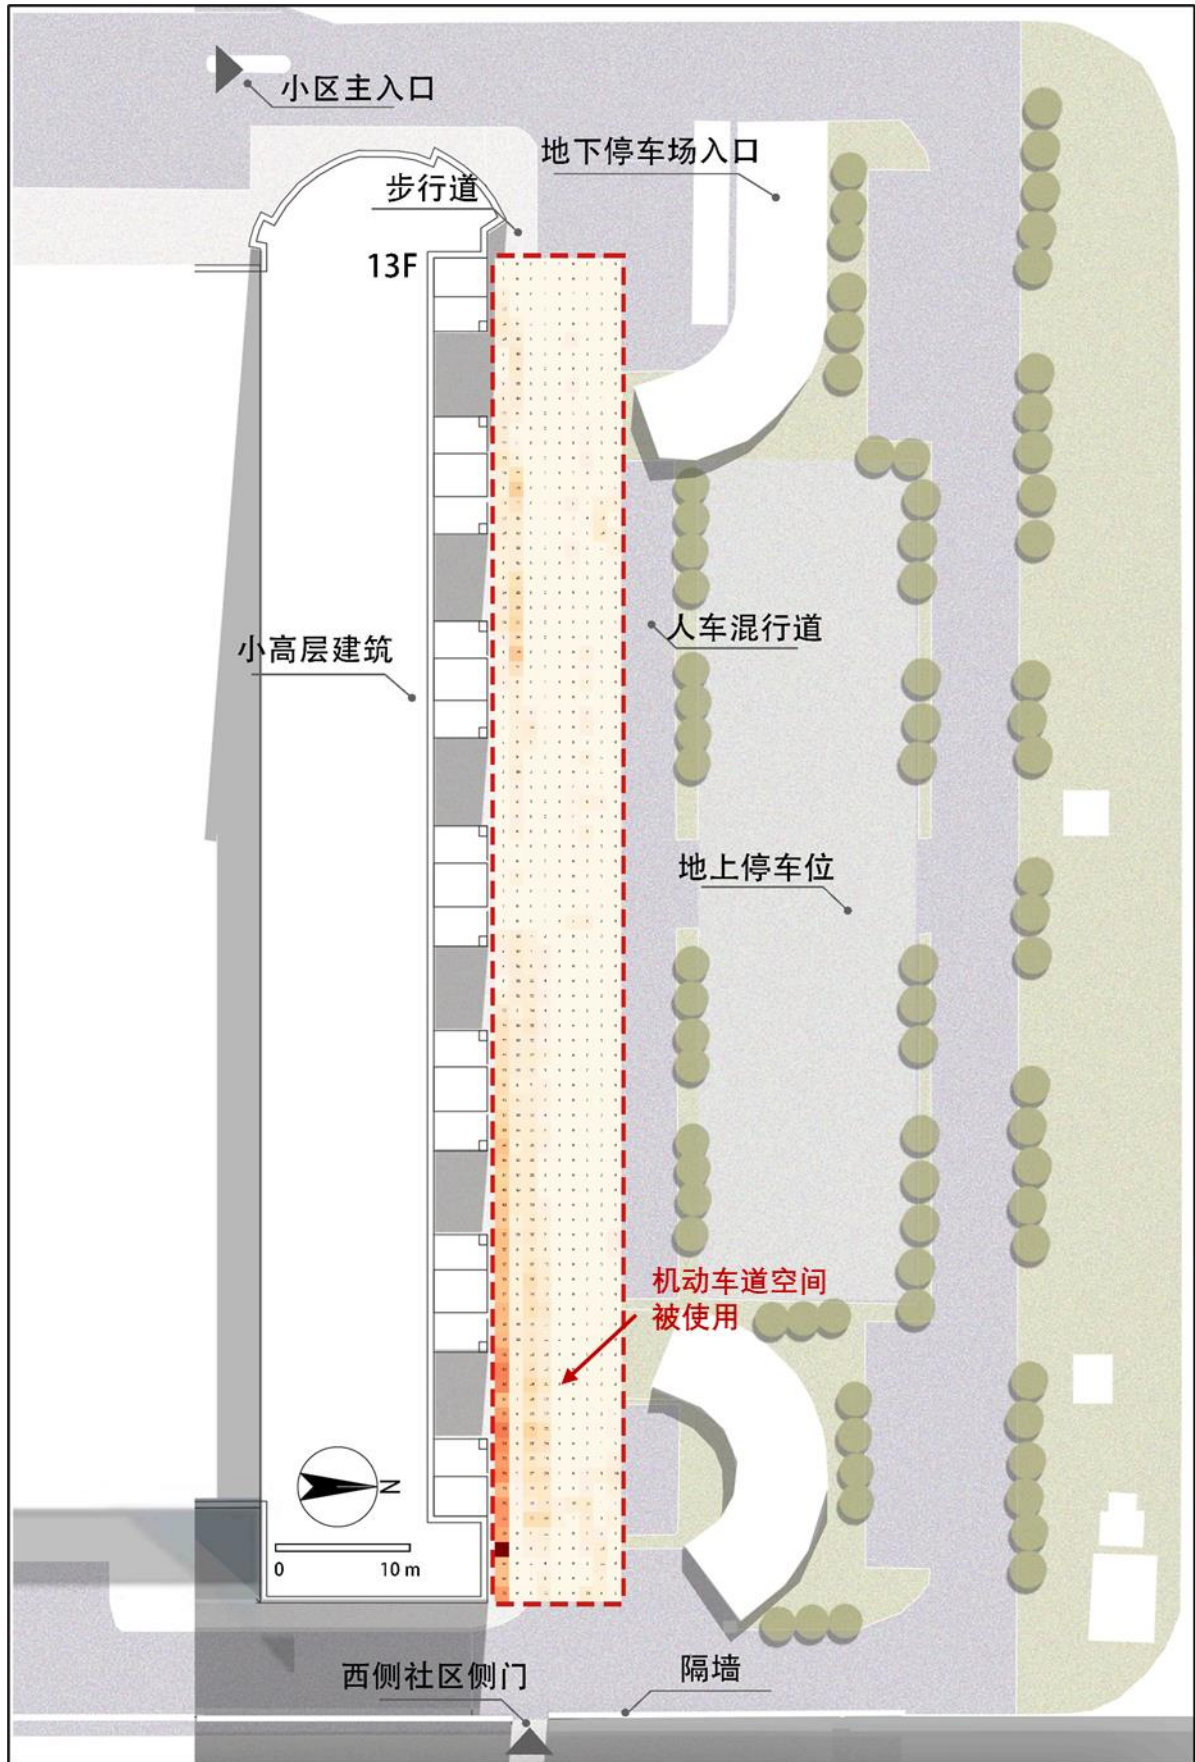 小区主入口
地下停车场入口
步行道
13F
人车混行道
小高层建筑
地上停车位
机动车道空间
被使用
N
0 10 m
西侧社区侧门
隔墙